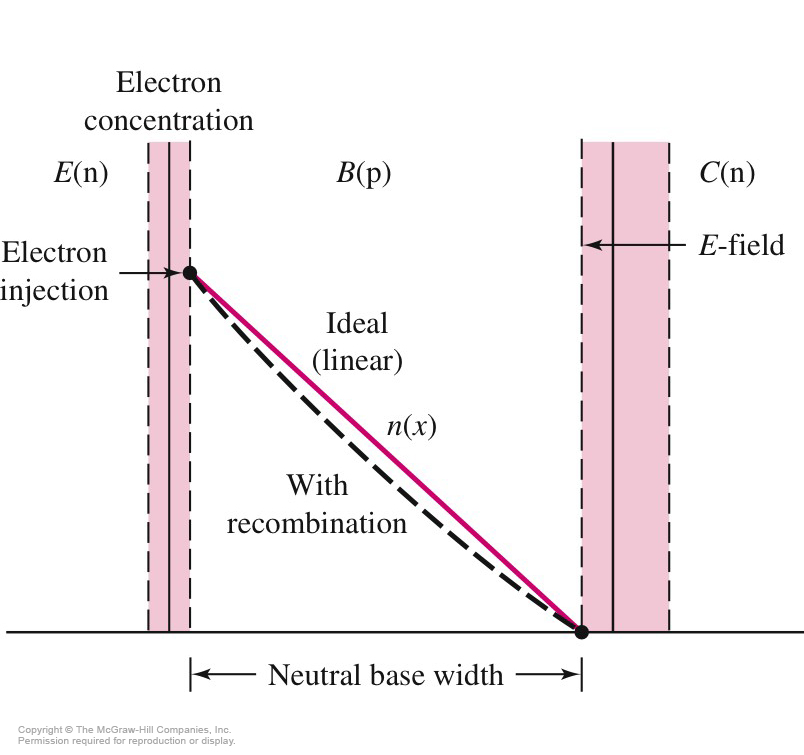 Electron
concentration
E(n)
B(p)
C(n)
Electron
injection
E-field
Ideal
(linear)
n(x)
With
recombination
Neutral base width
Copyright © The McGraw-Hill Companies, Inc.
Permission required for reproduction or display.